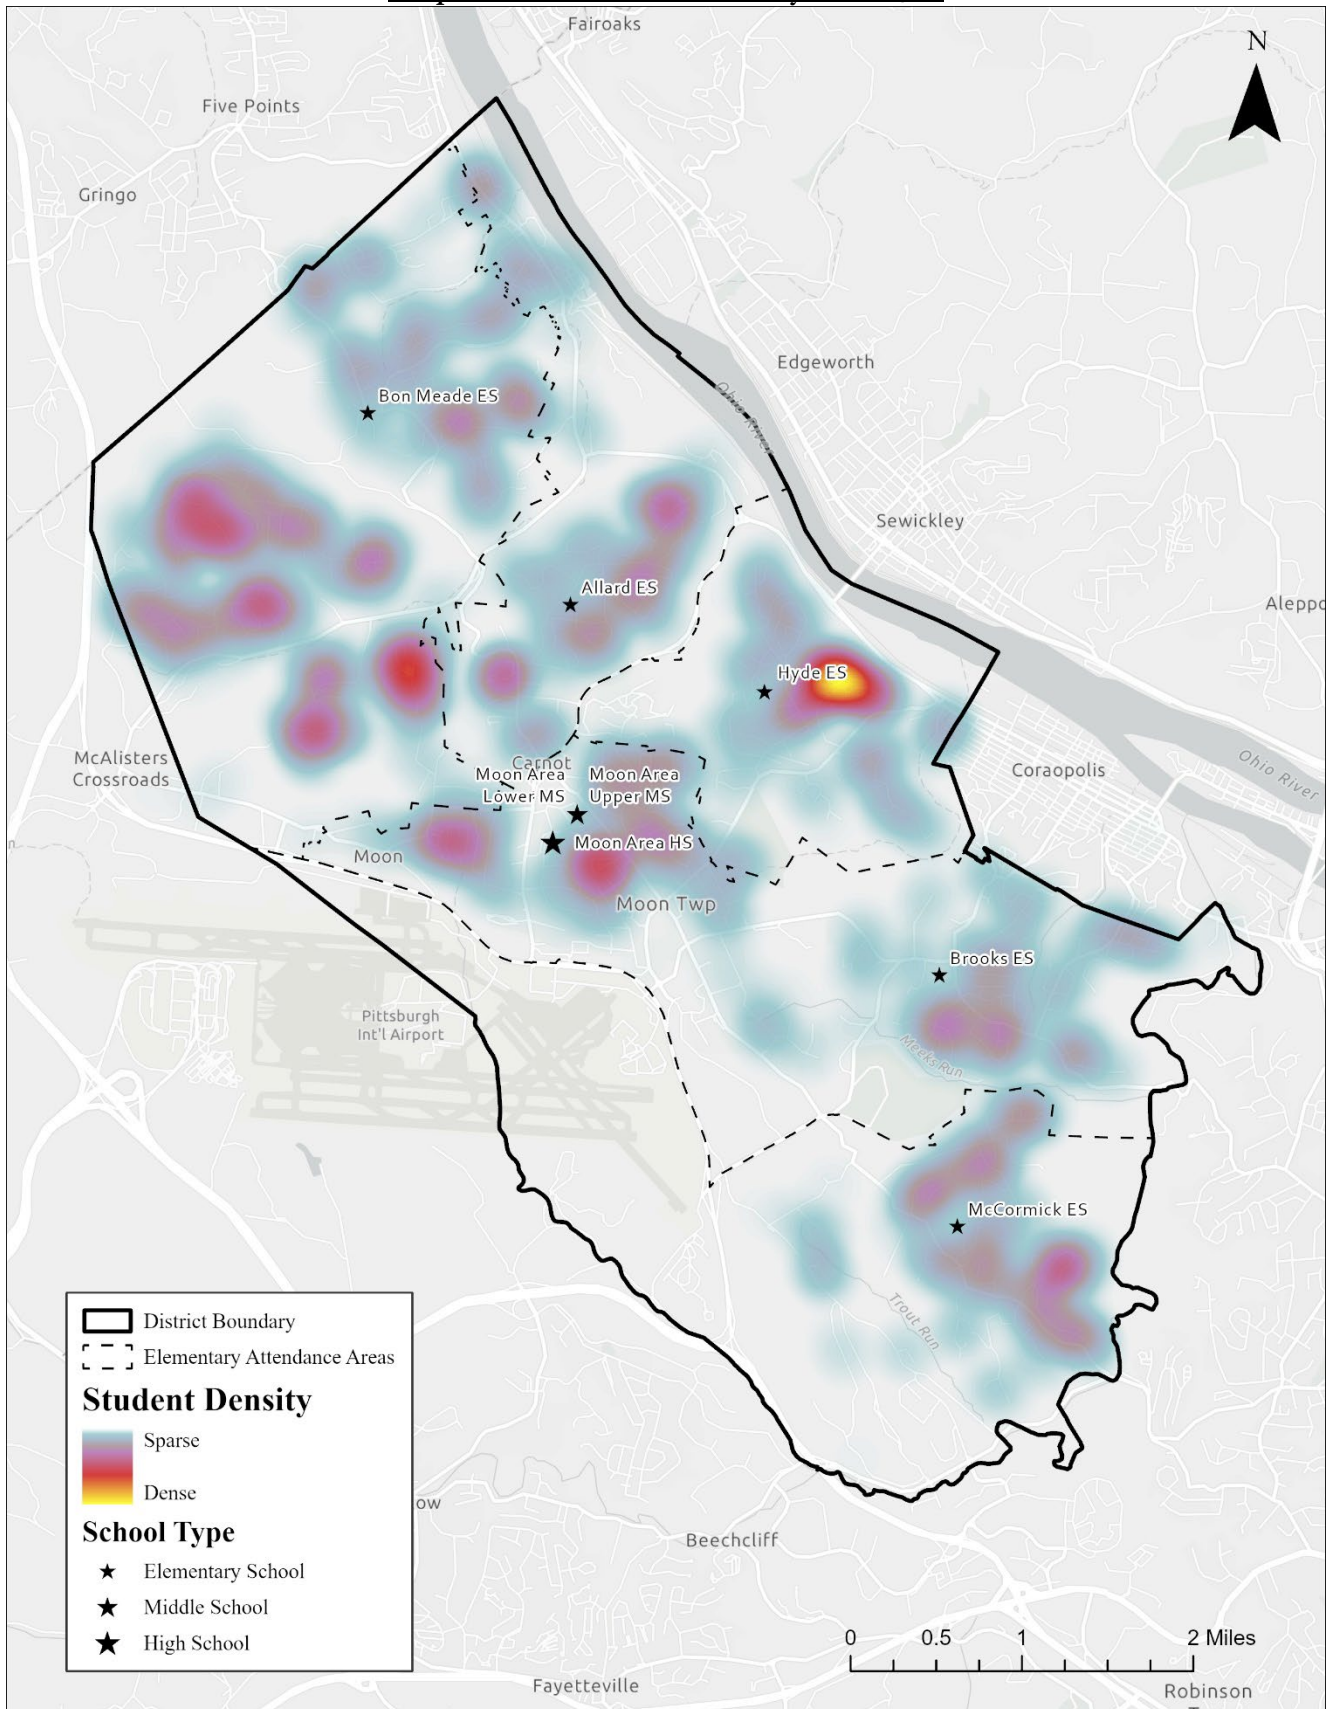 Fairoaks
N
Five Points
Gringo
Edgeworth
Ohio River
Bon Meade ES
Sewickley
Allard ES
Aleppo
Hyde ES
McAlisters
Crossroads
Carnot
Coraopolis
Ohio River
Moon Area
Lower MS
Moon Area
Upper MS
Moon Area HS
Moon
Moon Twp
Brooks ES
Pittsburgh
Int'l Airport
Meeks Run
McCormick ES
Trout Run
District Boundary
Elementary Attendance Areas
Student Density
Sparse
Dense
School Type
Elementary School
Middle School
High School
ow
Beechcliff
0 0.5 1 2 Miles
Fayetteville
Robinson